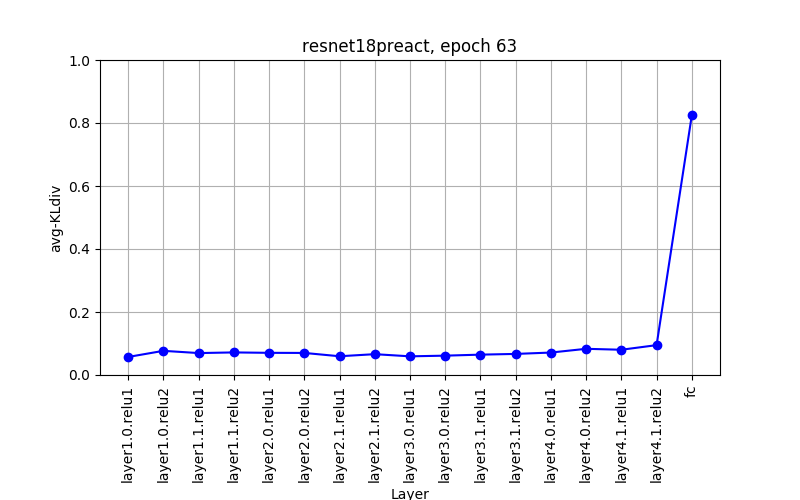 resnet18preact, epoch 63
1.0
0.8
0.6
0.4
0.2
0.0
avg-KLdiv
layer1.0.relu1
layer1.0.relu2
layer1.1.relu1
layer1.1.relu2
layer2.0.relu1
layer2.0.relu2
layer2.1.relu1
layer2.1.relu2
layer3.0.relu1
layer3.0.relu2
layer3.1.relu1
layer3.1.relu2
layer4.0.relu1
layer4.0.relu2
layer4.1.relu1
layer4.1.relu2
fc
Layer